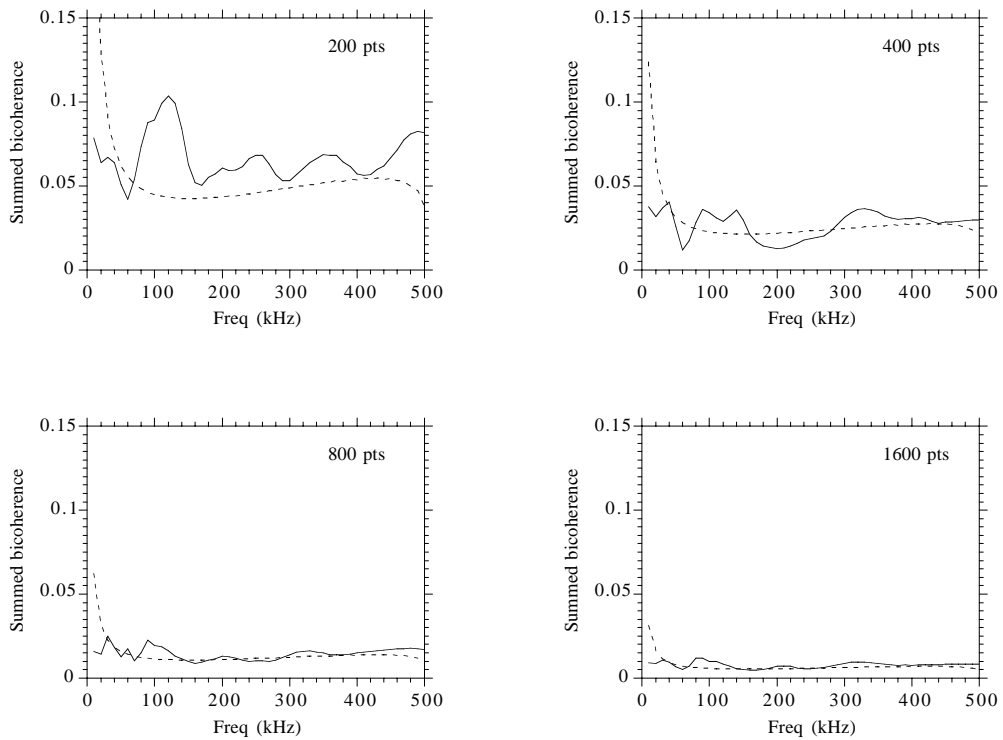 0.15
200 pts
0.1
0.05
0
0 100 200 300 400 500
Freq (kHz)
Summed bicoherence
0.15
400 pts
0.1
0.05
0
0 100 200 300 400 500
Freq (kHz)
Summed bicoherence
0.15
800 pts
0.1
0.05
0
0 100 200 300 400 500
Freq (kHz)
Summed bicoherence
0.15
1600 pts
0.1
0.05
0
0 100 200 300 400 500
Freq (kHz)
Summed bicoherence